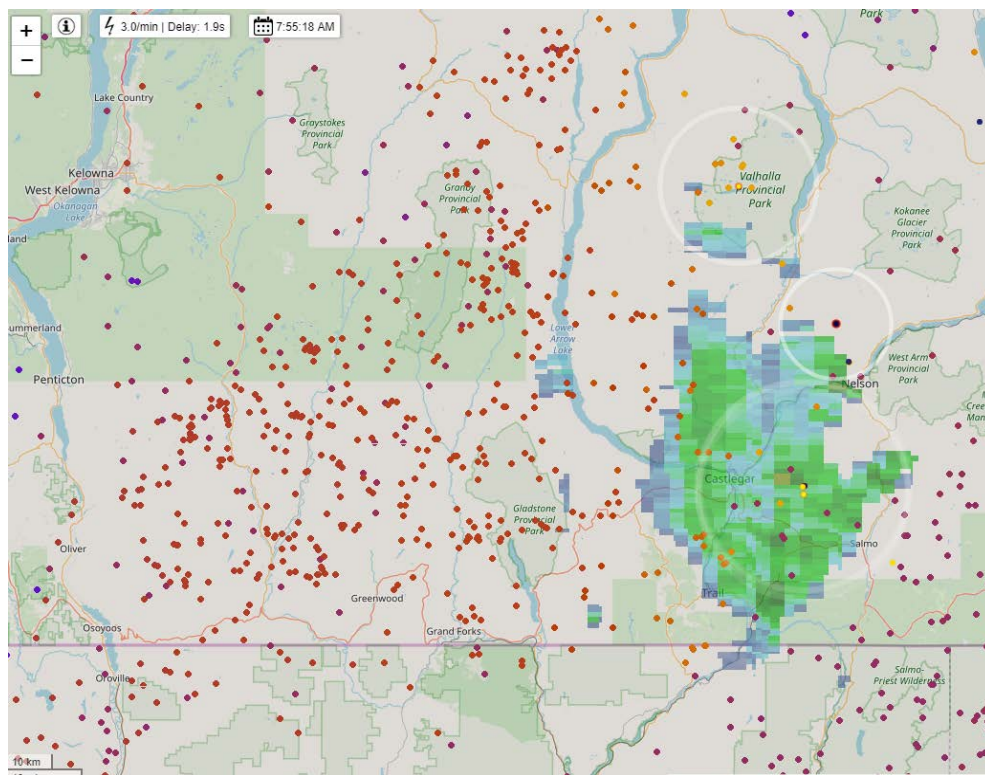 +
−
3.0/min | Delay: 1.9s
7:55:18 AM
Park
Lake Country
Graystokes
Provincial
Park
Kelowna
West Kelowna
Okanagan
Lake
Granby
Provincial
Park
Valhalla
Provincial
Park
Kokanee
Glacier
Provincial
Park
land
Summerland
Lower
Arrow
Lake
Penticton
West Arm
Provincial
Park
Nelson
Castlegar
Gladstone
Provincial
Park
Oliver
Salmo
Greenwood
Trail
Osoyoos
Grand Forks
Oroville
Salmo-
Priest Wilderness
10 km